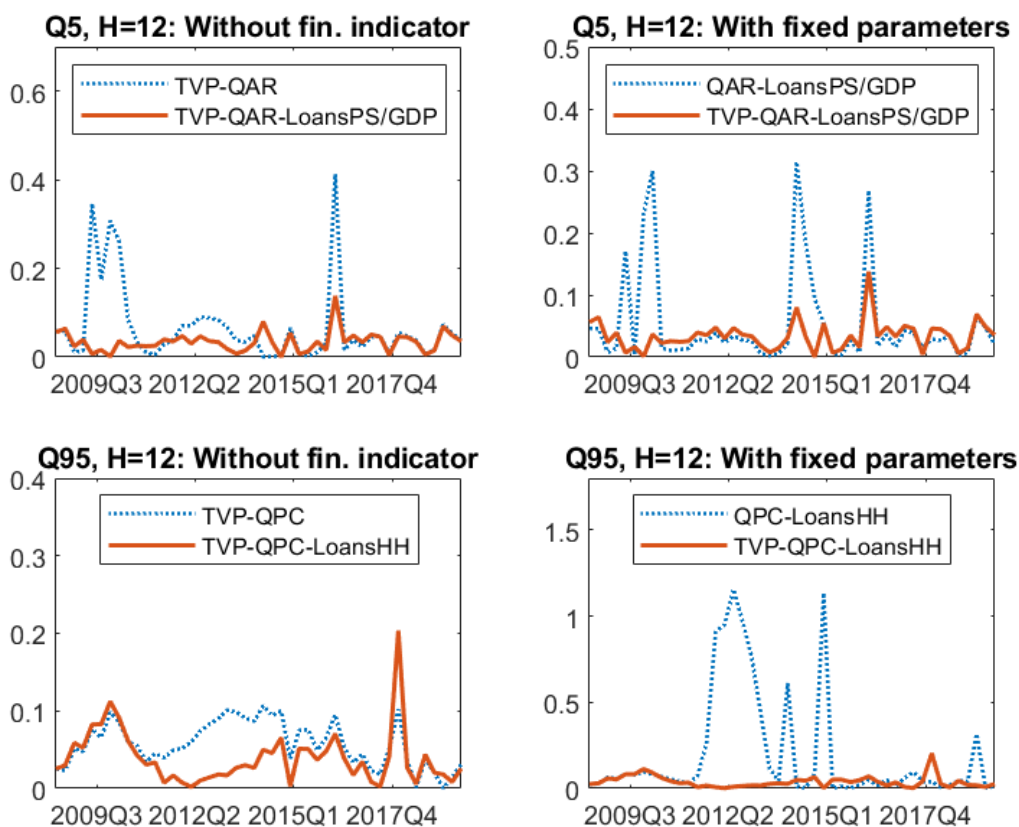 Q5, H=12: Without fin. indicator
0.6
0.4
0.2
0
TVP-QAR
TVP-QAR-LoansPS/GDP
2009Q3 2012Q2 2015Q1 2017Q4
Q5, H=12: With fixed parameters
0.5
0.4
0.3
0.2
0.1
0
QAR-LoansPS/GDP
TVP-QAR-LoansPS/GDP
2009Q3 2012Q2 2015Q1 2017Q4
Q95, H=12: Without fin. indicator
0.4
0.3
0.2
0.1
0
TVP-QPC
TVP-QPC-LoansHH
2009Q3 2012Q2 2015Q1 2017Q4
Q95, H=12: With fixed parameters
1.5
1
0.5
0
QPC-LoansHH
TVP-QPC-LoansHH
2009Q3 2012Q2 2015Q1 2017Q4